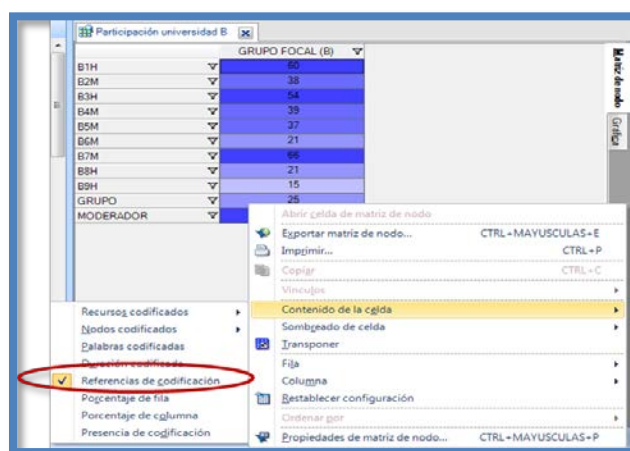 Participación universidad B
GRUPO FOCAL (B)
B1H 60
B2M 38
B3H 54
B4M 39
B5M 37
B6M 21
B7M 66
B8H 21
B9H 15
GRUPO 25
MODERADOR
Matriz de nodo
Gráfica
Abrir celda de matriz de nodo
Exportar matriz de nodo... CTRL+MAYUSCULAS+E
Imprimir... CTRL+P
Copiar CTRL+C
Vínculos
Contenido de la celda
Sombreado de celda
Transponer
Fila
Columna
Restablecer configuración
Ordenar por
Propiedades de matriz de nodo... CTRL+MAYUSCULAS+P
Recursos codificados
Nodos codificados
Palabras codificadas
Duración codificada
Referencias de codificación
Porcentaje de fila
Porcentaje de columna
Presencia de codificación